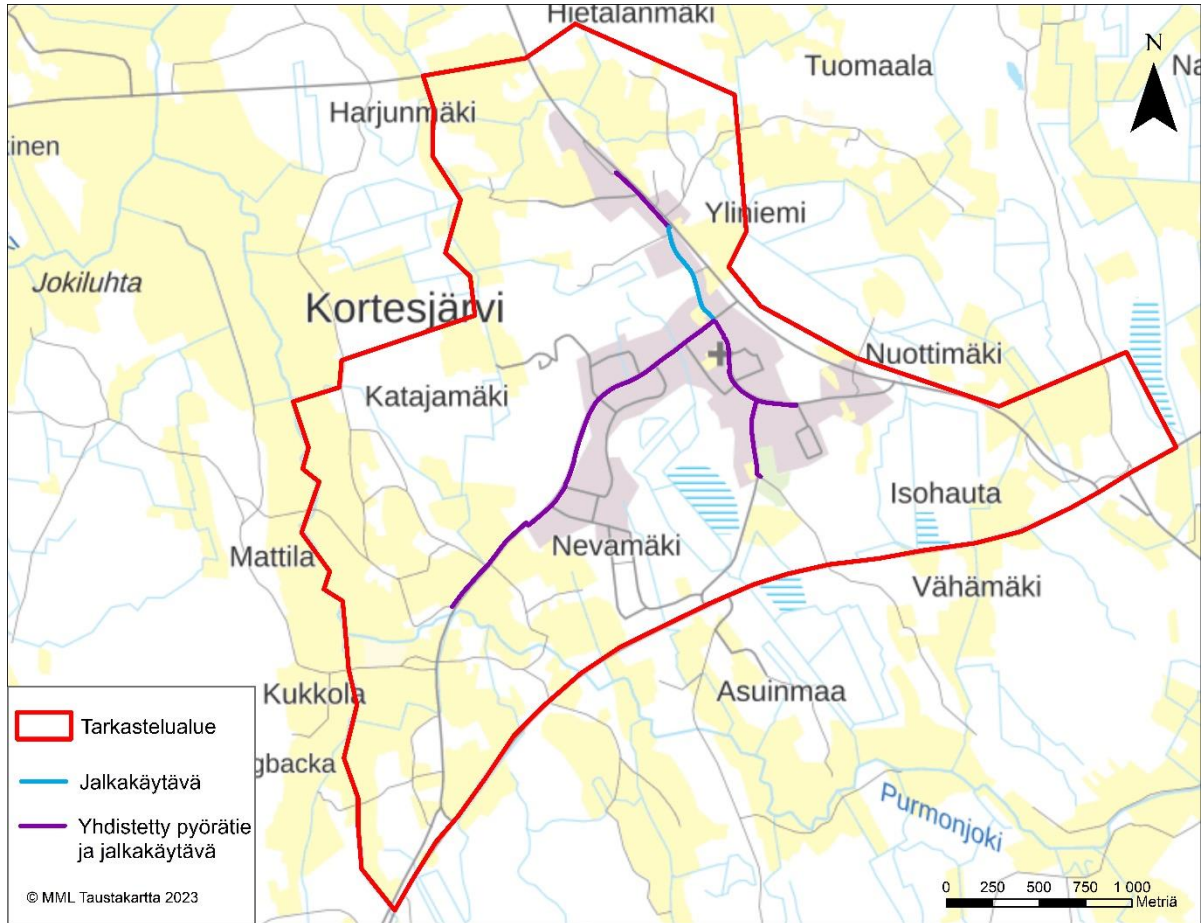 Hietalanmäki
Tuomaala
N
Harjunmäki
Yliniemi
Jokiluhta
Kortesjärvi
Nuottimäki
Katajamäki
Isohauta
Nevamäki
Mattila
Vähämäki
Kukkola
Asuinmaa
gbacka
Purmonjoki
Tarkastelualue
Jalkakäytävä
Yhdistetty pyörätie
ja jalkakäytävä
© MML Taustakartta 2023
0 250 500 750 1 000
Metriä